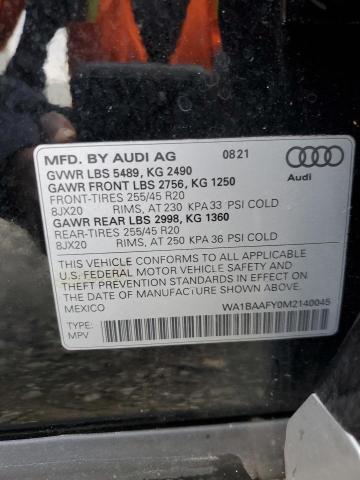 MFD. BY AUDI AG 08 21
GVWR LBS 5489, KG 2490
GAWR FRONT LBS 2756, KG 1250
FRONT-TIRES 255/45 R20
8JX20 RIMS, AT 230 KPA 33 PSI COLD
GAWR REAR LBS 2998, KG 1360
REAR-TIRES 255/45 R20
8JX20 RIMS, AT 250 KPA 36 PSI COLD
Audi
THIS VEHICLE CONFORMS TO ALL APPLICABLE
U.S. FEDERAL MOTOR VEHICLE SAFETY AND
THEFT PREVENTION STANDARDS IN EFFECT ON
THE DATE OF MANUFACTURE SHOWN ABOVE.
MEXICO
WA1BAAFY0M2140045
TYPE:
MPV